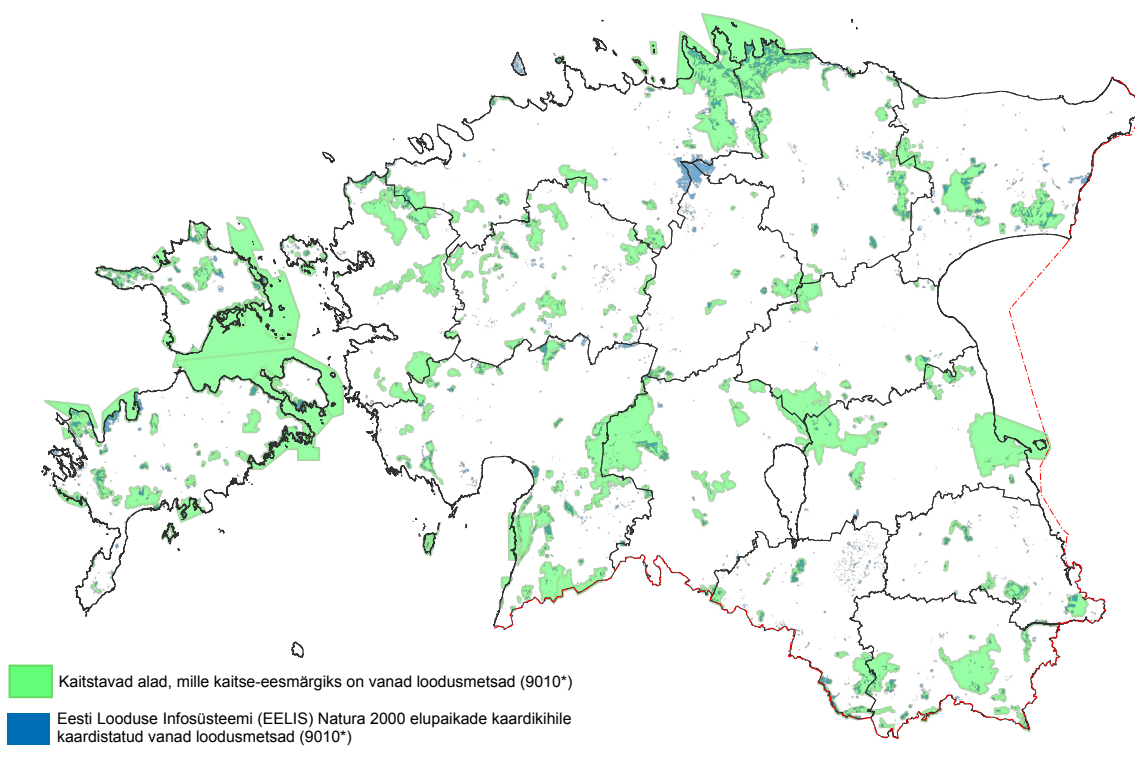 Kaitstavad alad, mille kaitse-eesmärgiks on vanad loodusmetsad (9010*)
Eesti Looduse Infosüsteemi (EELIS) Natura 2000 elupaikade kaardikihile
kaardistatud vanad loodusmetsad (9010*)